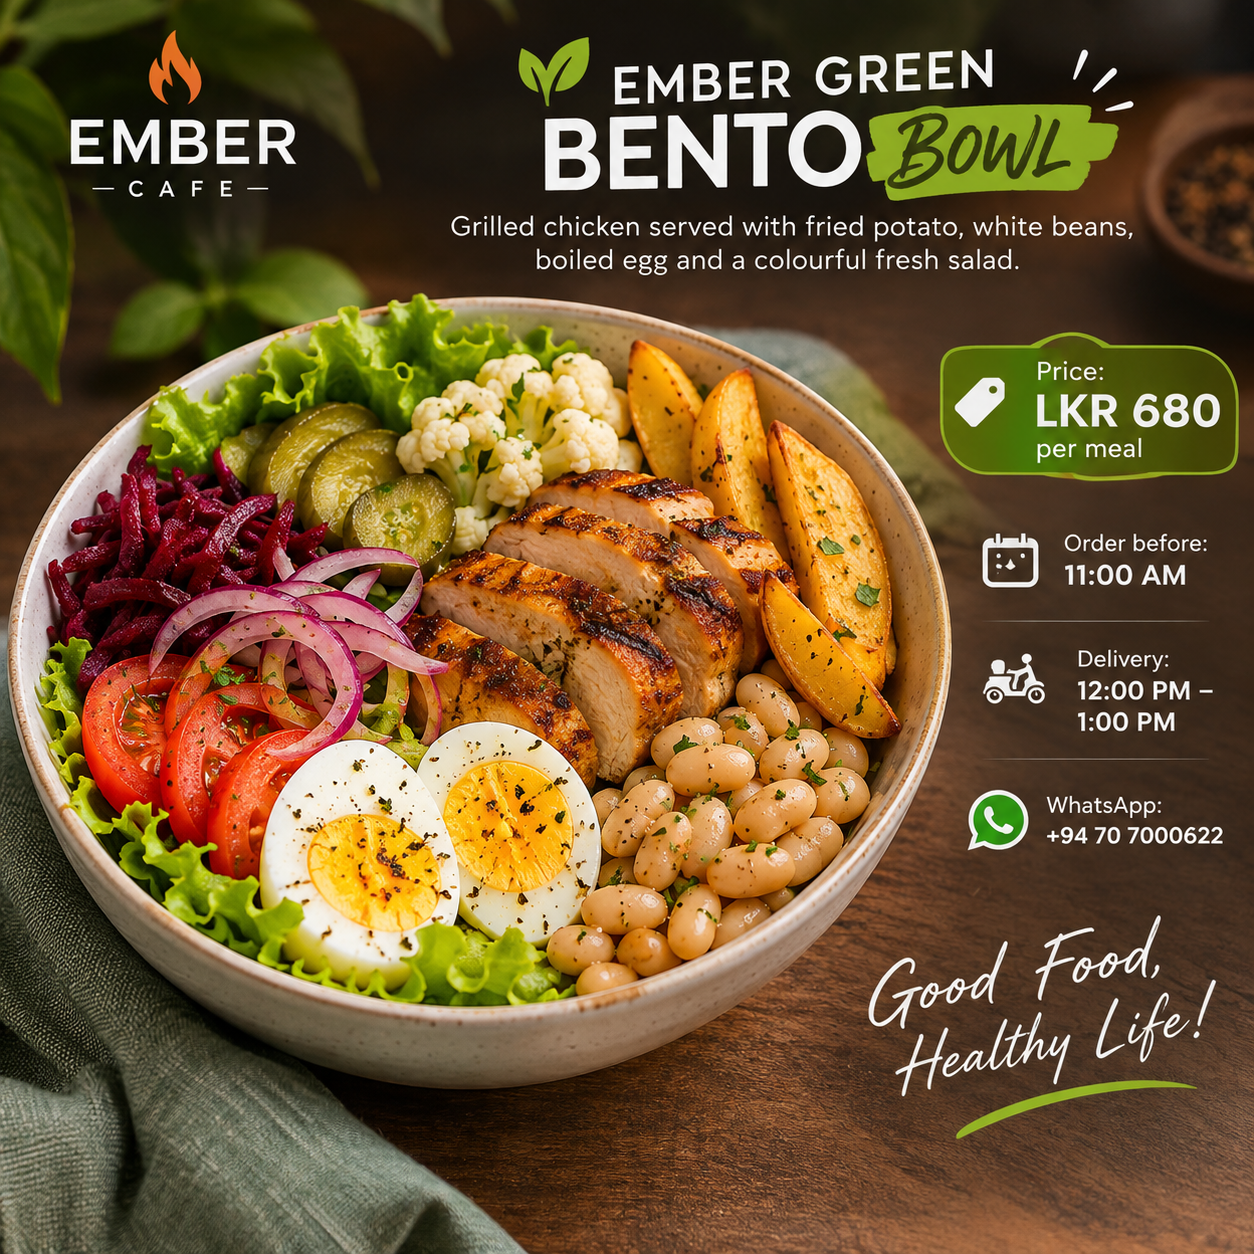 EMBER
CAFE
EMBER GREEN
BENTO BOWL
Grilled chicken served with fried potato, white beans,
boiled egg and a colourful fresh salad.
Price:
LKR 680
per meal
Order before:
11:00 AM
Delivery:
12:00 PM –
1:00 PM
WhatsApp:
+94 70 7000622
Good Food,
Healthy Life!